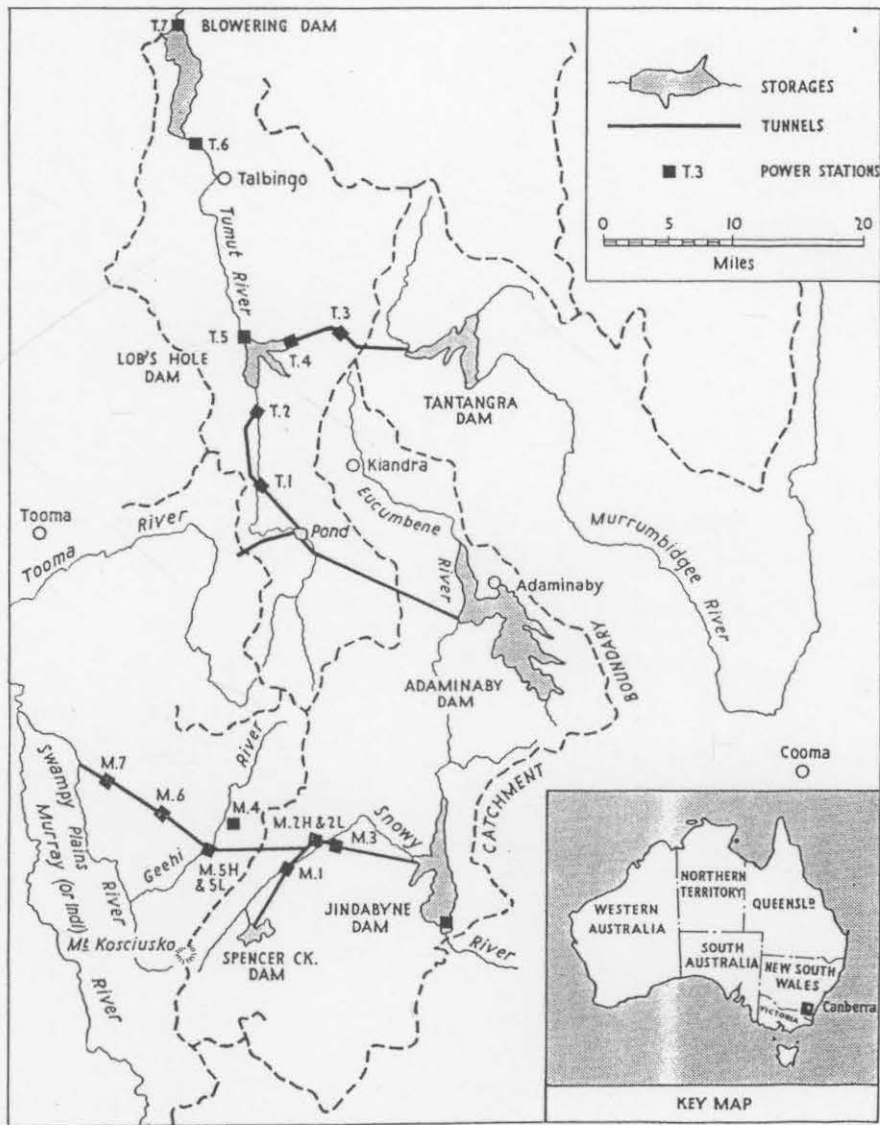 T.7
BLOWERING DAM
T.6
Talbingo
Tumut River
STORAGES
TUNNELS
T.3
POWER STATIONS
0
10
20
Miles
T.5
T.3
T.4
LOB'S HOLE
DAM
TANTANGRA
DAM
T.2
Kiandra
T.1
Eucumbene
River
Tooma
River
Tooma
Pond
Murrumbidgee
River
Adaminaby
ADAMINABY
DAM
BOUNDARY
CATCHMENT
Cooma
Swampy Plains
River
Murray (or Indi)
River
M.7
M.6
River
Geehi
M.4
M.2H & 2L
Snowy
River
M.3
M.5H
& 5L
M.1
JINDABYNE
DAM
Mt. Kosciusko
SPENCER CK.
DAM
NORTHERN
TERRITORY
QUEENSLD
WESTERN
AUSTRALIA
SOUTH
AUSTRALIA
NEW SOUTH
WALES
VICTORIA
Canberra
KEY MAP